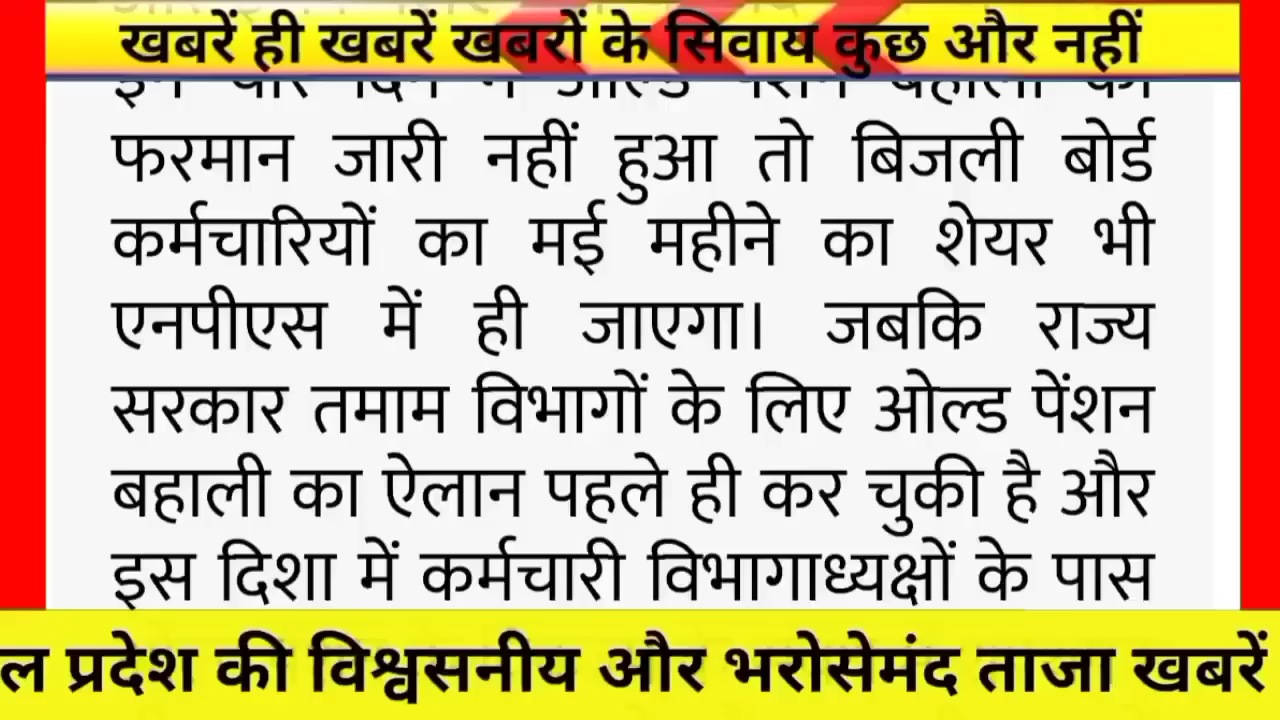 खबरें ही खबरें खबरों के सिवाय कुछ और नहीं
फरमान जारी नहीं हुआ तो बिजली बोर्ड
कर्मचारियों का मई महीने का शेयर भी
एनपीएस में ही जाएगा। जबकि राज्य
सरकार तमाम विभागों के लिए ओल्ड पेंशन
बहाली का ऐलान पहले ही कर चुकी है और
इस दिशा में कर्मचारी विभागाध्यक्षों के पास
ल प्रदेश की विश्वसनीय और भरोसेमंद ताजा खबरें